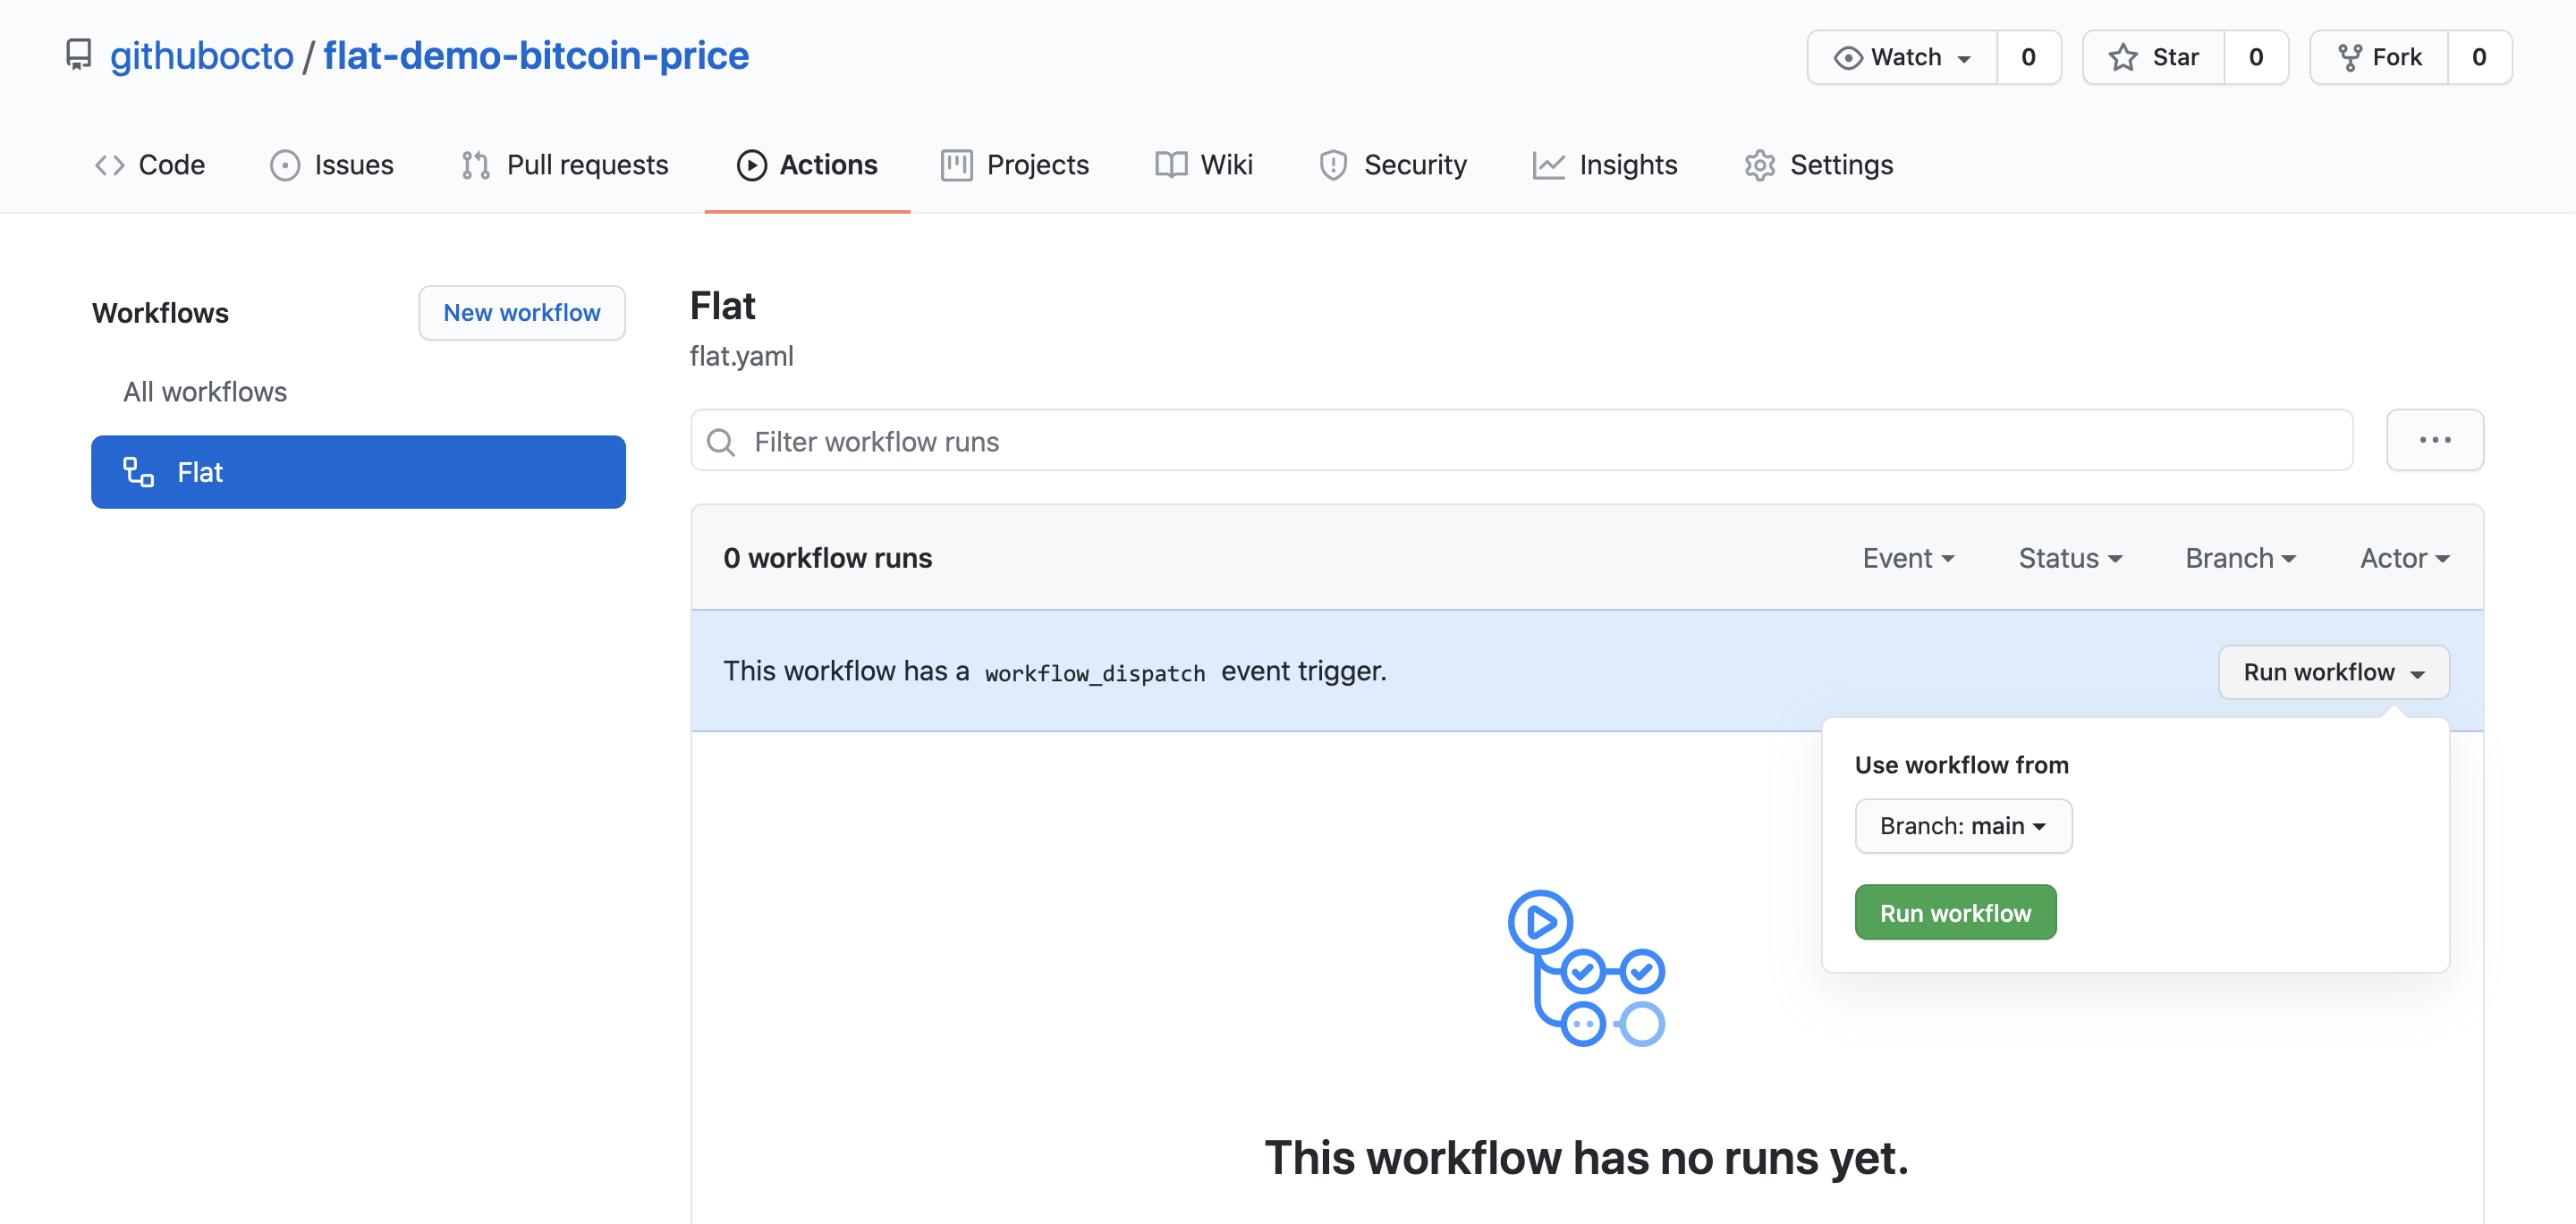 githubocto / flat-demo-bitcoin-price
Watch 0 Star 0 Fork 0
Code Issues Pull requests Actions Projects Wiki Security Insights Settings
Workflows
New workflow
All workflows
Flat
Flat
flat.yaml
Filter workflow runs
0 workflow runs
Event Status Branch Actor
This workflow has a workflow_dispatch event trigger.
Run workflow
Use workflow from
Branch: main
Run workflow
This workflow has no runs yet.